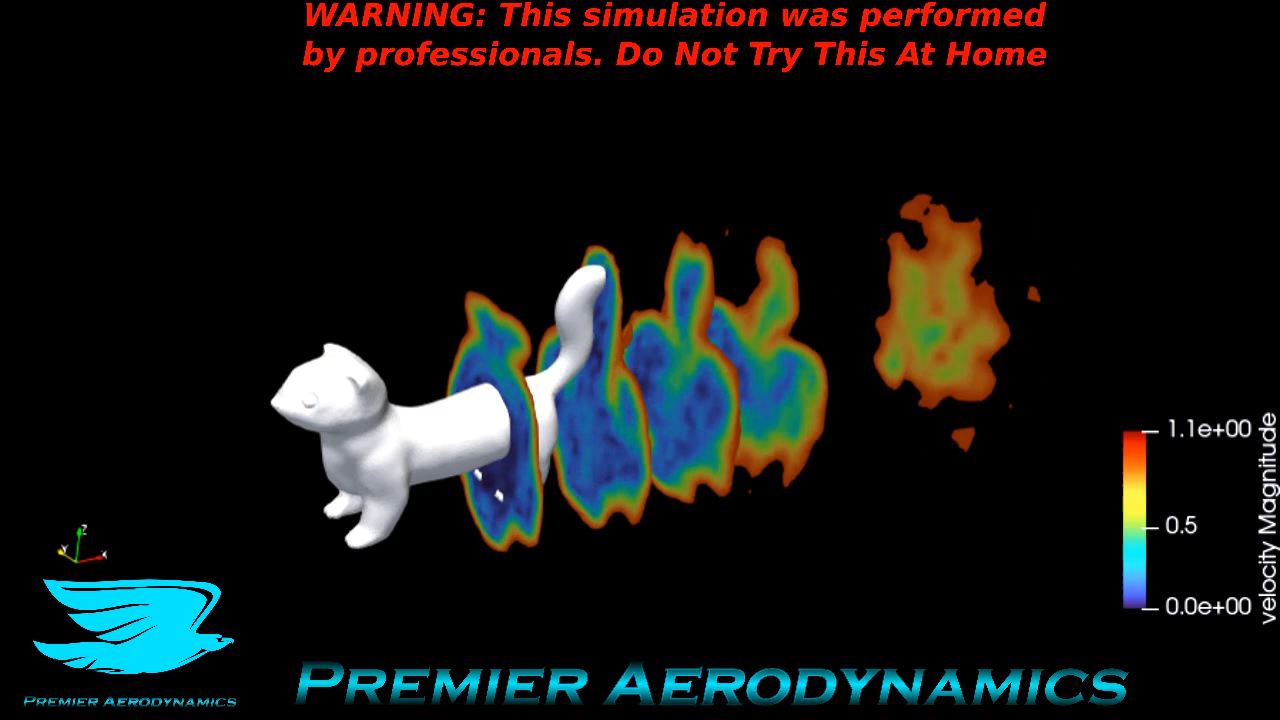 WARNING: This simulation was performed
by professionals. Do Not Try This At Home
1.1e+00
0.5
0.0e+00
velocity Magnitude
Z
Y
X
PREMIER AERODYNAMICS
PREMIER AERODYNAMICS